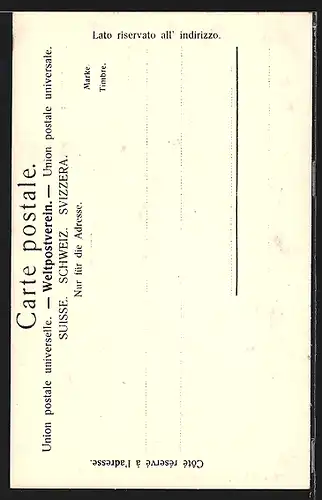 Carte postale.
Union postale universelle. — Weltpostverein. — Union postale universale.
SUISSE. SCHWEIZ. SVIZZERA.
Nur für die Adresse.
Marke.
Timbre.
Lato riservato all' indirizzo.
Côté réservé à l'adresse.